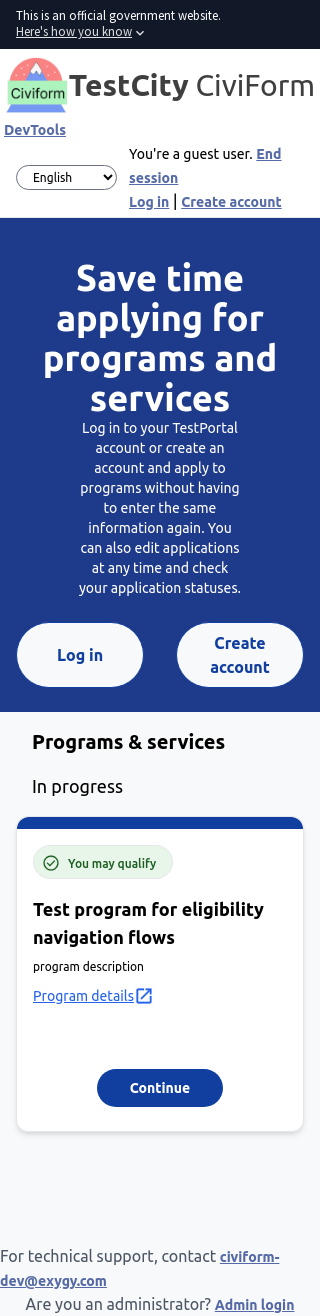 This is an official government website.
Here's how you know
Civiform
TestCity CiviForm
DevTools
You're a guest user. End
session
English
Log in | Create account
Save time
applying for
programs and
services
Log in to your TestPortal
account or create an
account and apply to
programs without having
to enter the same
information again. You
can also edit applications
at any time and check
your application statuses.
Log in
Create
account
Programs & services
In progress
You may qualify
Test program for eligibility
navigation flows
program description
Program details
Continue
For technical support, contact civiform-
dev@exygy.com
Are you an administrator? Admin login